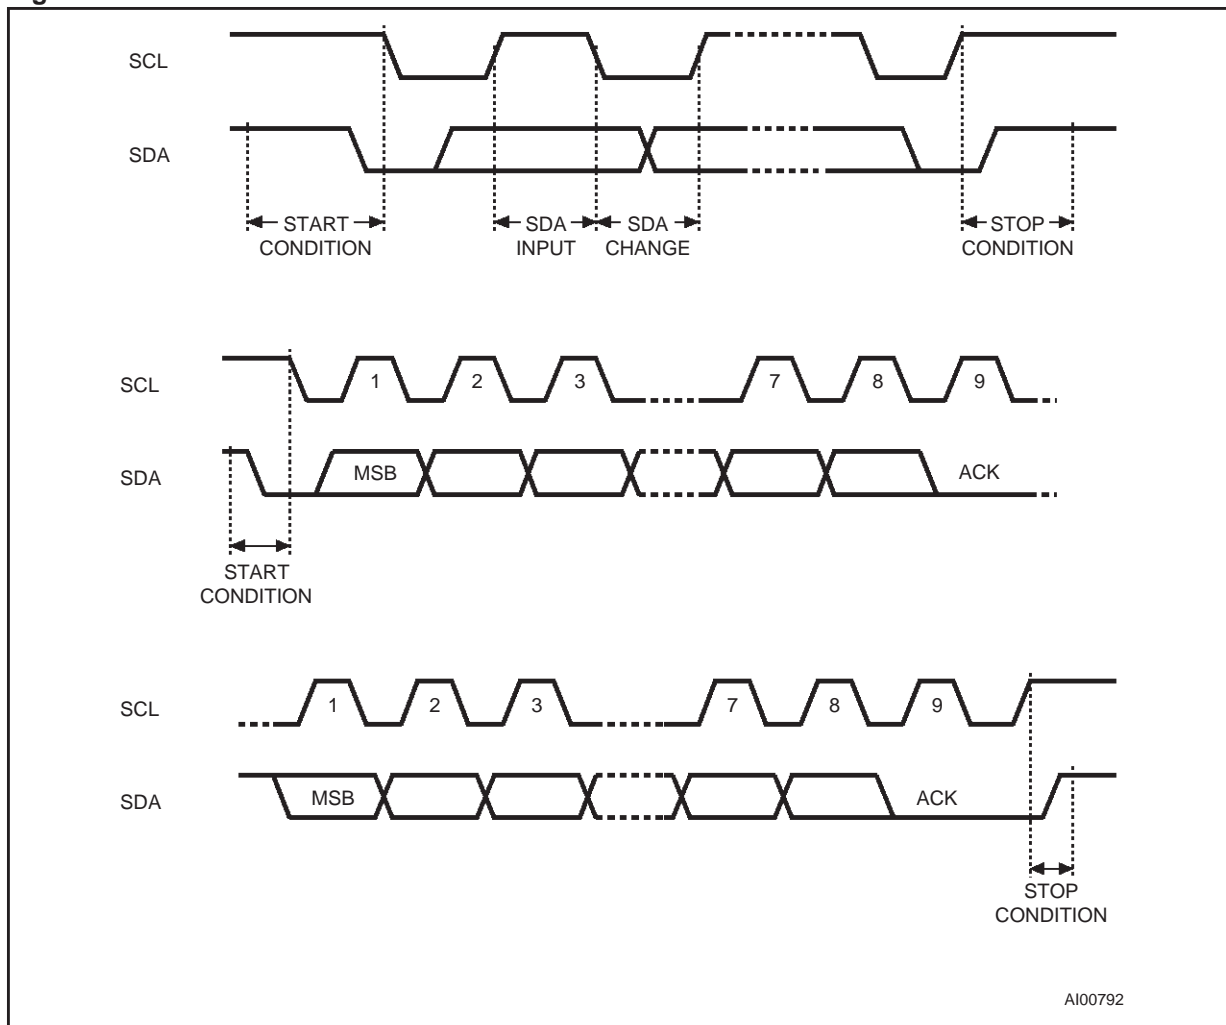 SCL
SDA
START
CONDITION
SDA
INPUT
SDA
CHANGE
STOP
CONDITION
SCL
1
2
3
7
8
9
SDA
MSB
ACK
START
CONDITION
SCL
1
2
3
7
8
9
SDA
MSB
ACK
STOP
CONDITION
AI00792